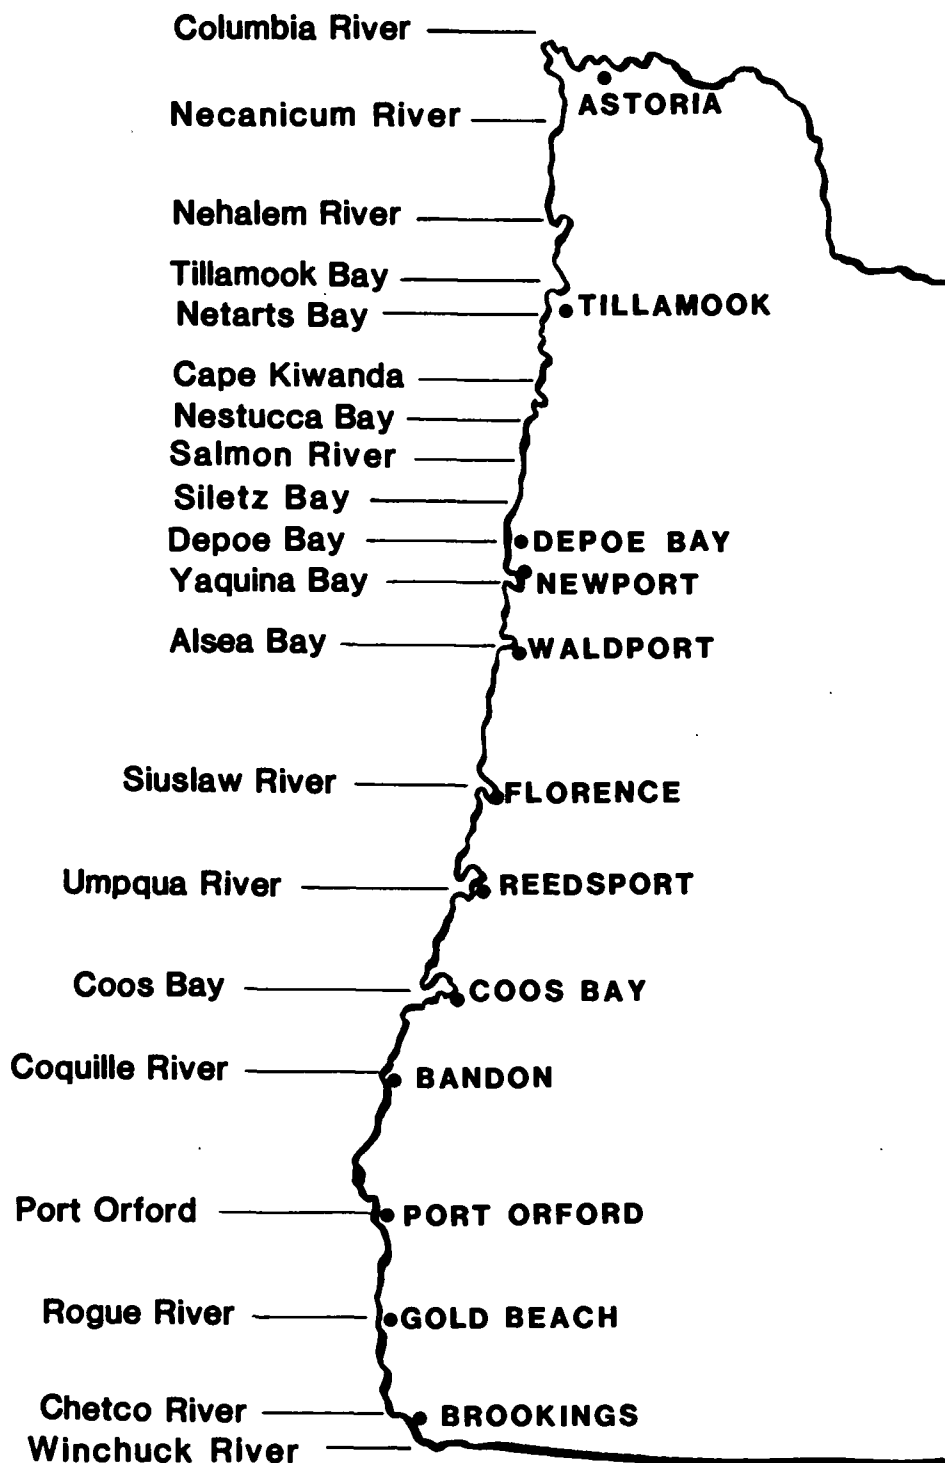 Columbia River
ASTORIA
Necanicum River
Nehalem River
Tillamook Bay
Netarts Bay
TILLAMOOK
Cape Kiwanda
Nestucca Bay
Salmon River
Siletz Bay
Depoe Bay
DEPOE BAY
Yaquina Bay
NEWPORT
Alsea Bay
WALDPORT
Siuslaw River
FLORENCE
Umpqua River
REEDSPORT
Coos Bay
COOS BAY
Coquille River
BANDON
Port Orford
PORT ORFORD
Rogue River
GOLD BEACH
Chetco River
BROOKINGS
Winchuck River